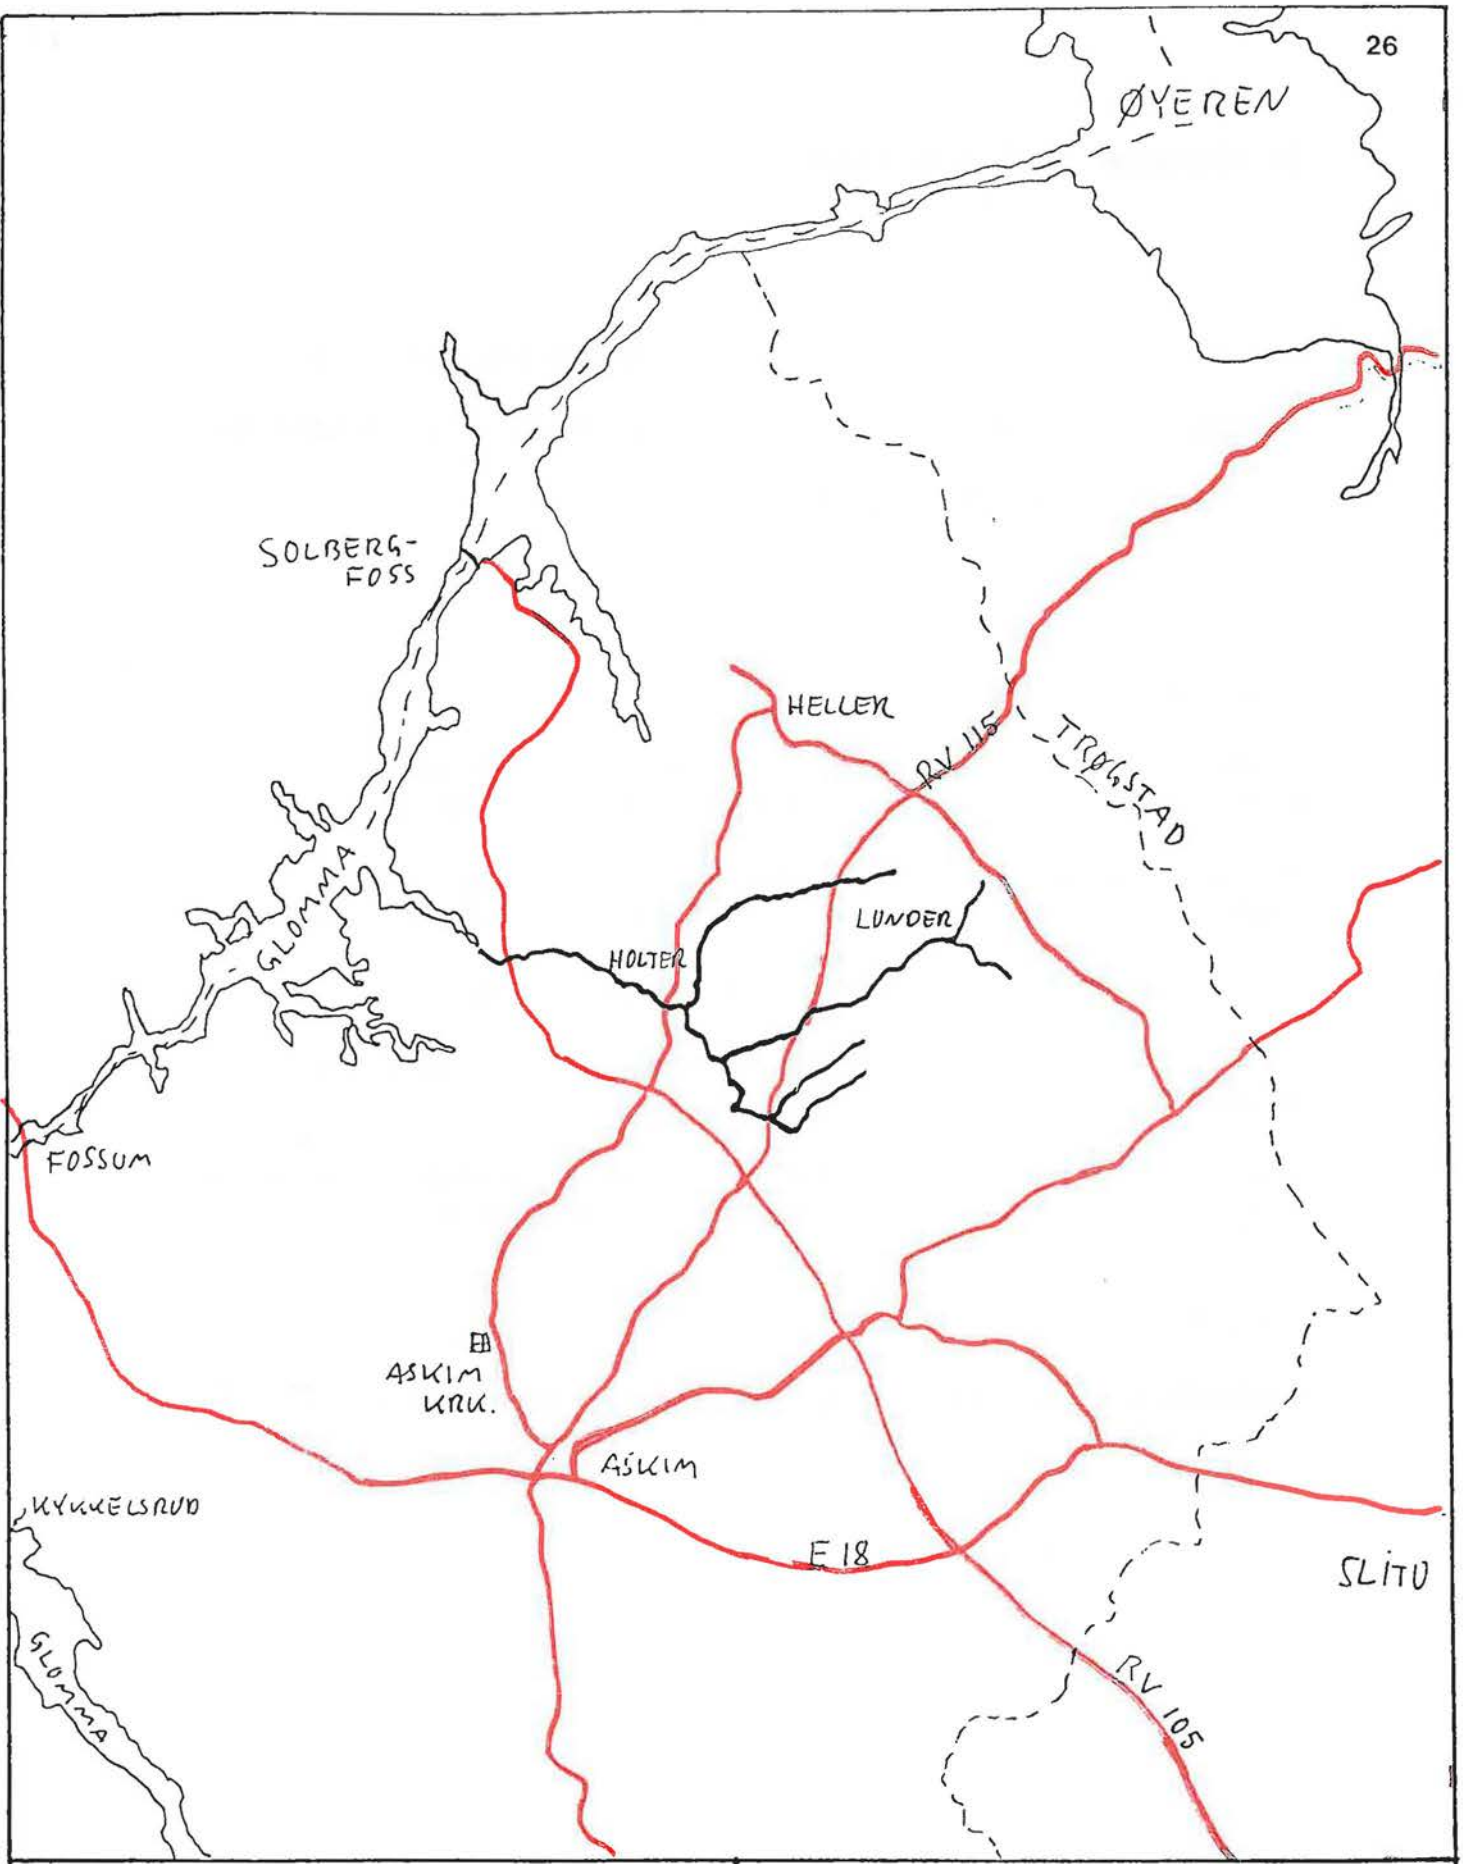 26
ØYEREN
SOLBERG-
FOSS
HELLER
RV 115
TRØGSTAD
GLOMMA
LUNDER
HOLTER
FOSSUM
ASKIM
KRK.
ASKIM
KYKKELSRUD
E 18
SLITU
GLOMMA
RV 105